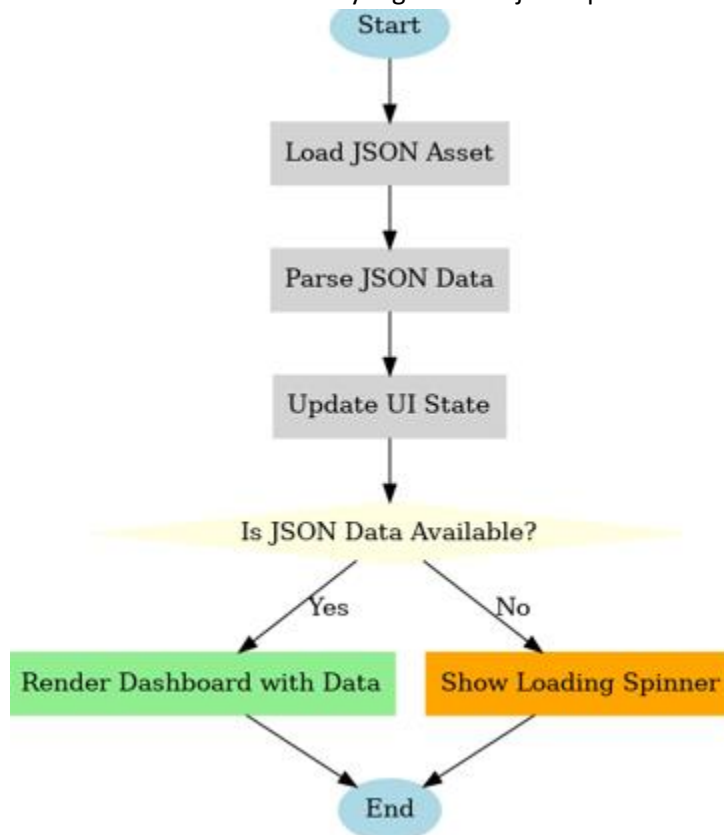 Start
Load JSON Asset
Parse JSON Data
Update UI State
Is JSON Data Available?
Yes
No
Render Dashboard with Data
Show Loading Spinner
End